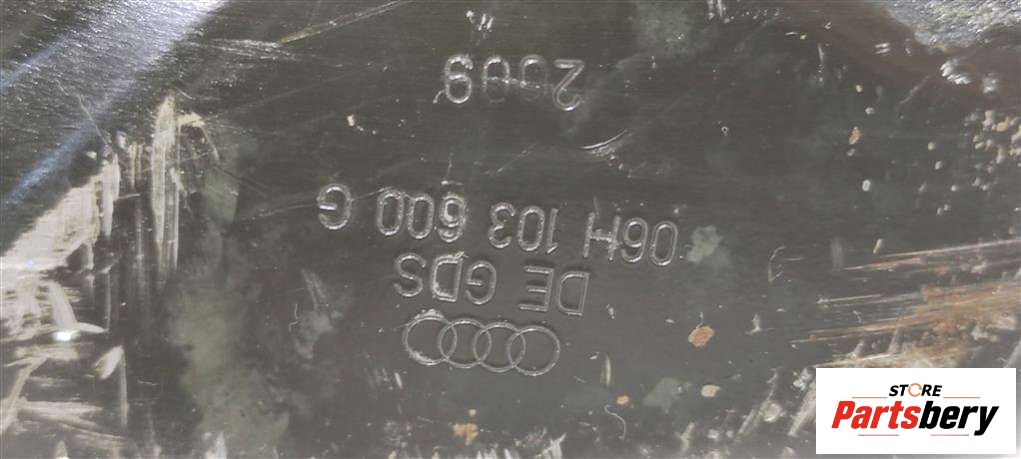 DE GDS
06H 103 600 G
2009
STORE
Partsbery